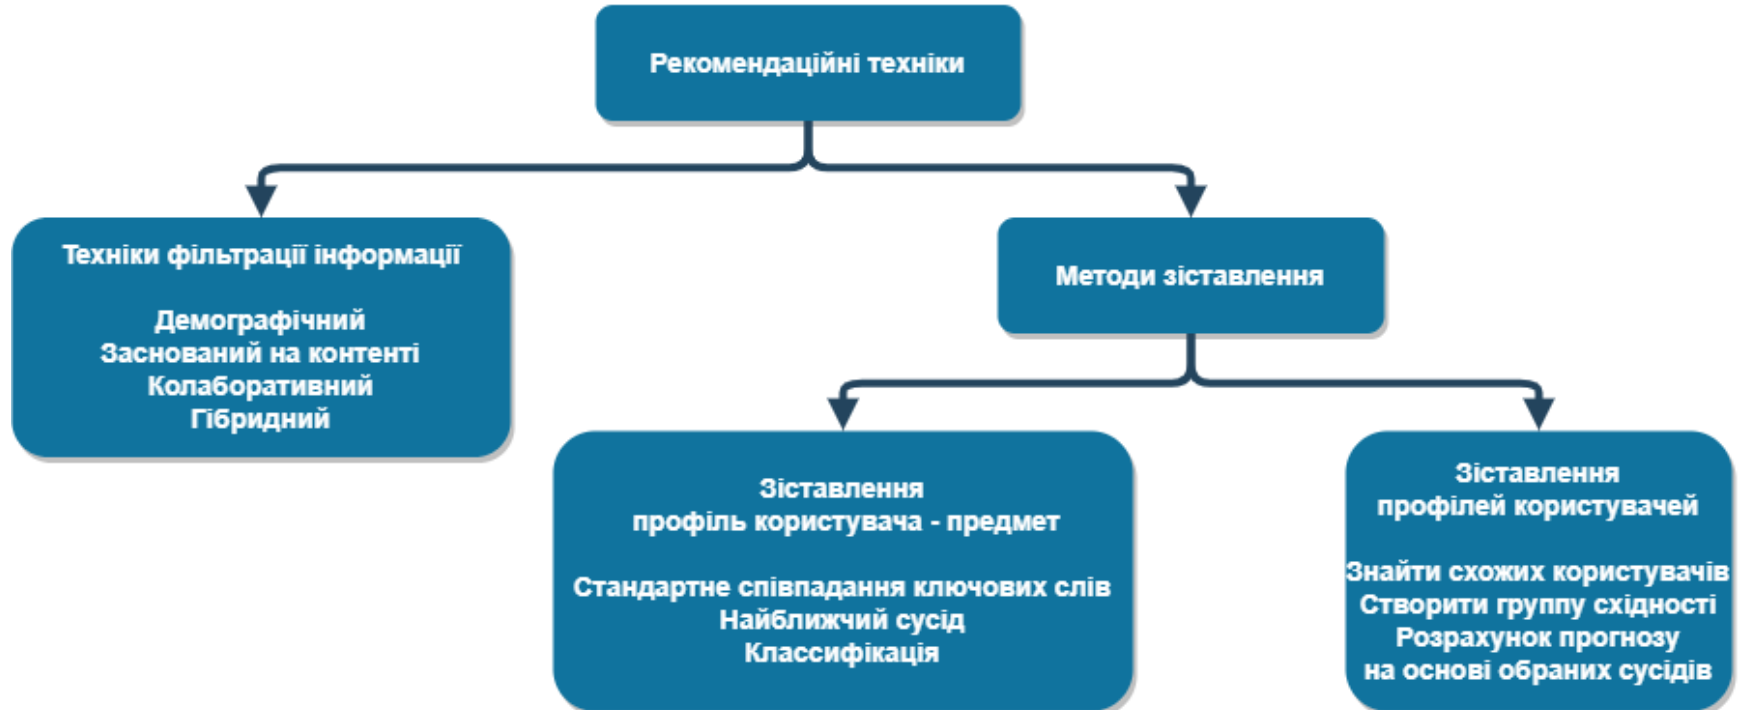 Рекомендаційні техніки
Техніки фільтрації інформації
Демографічний
Заснований на контенті
Колаборативний
Гібридний
Методи зіставлення
Зіставлення
профіль користувача - предмет
Стандартне співпадання ключових слів
Найближчий сусід
Классифікація
Зіставлення
профілей користувачей
Знайти схожих користувачів
Створити группу східності
Розрахунок прогнозу
на основі обраних сусідів